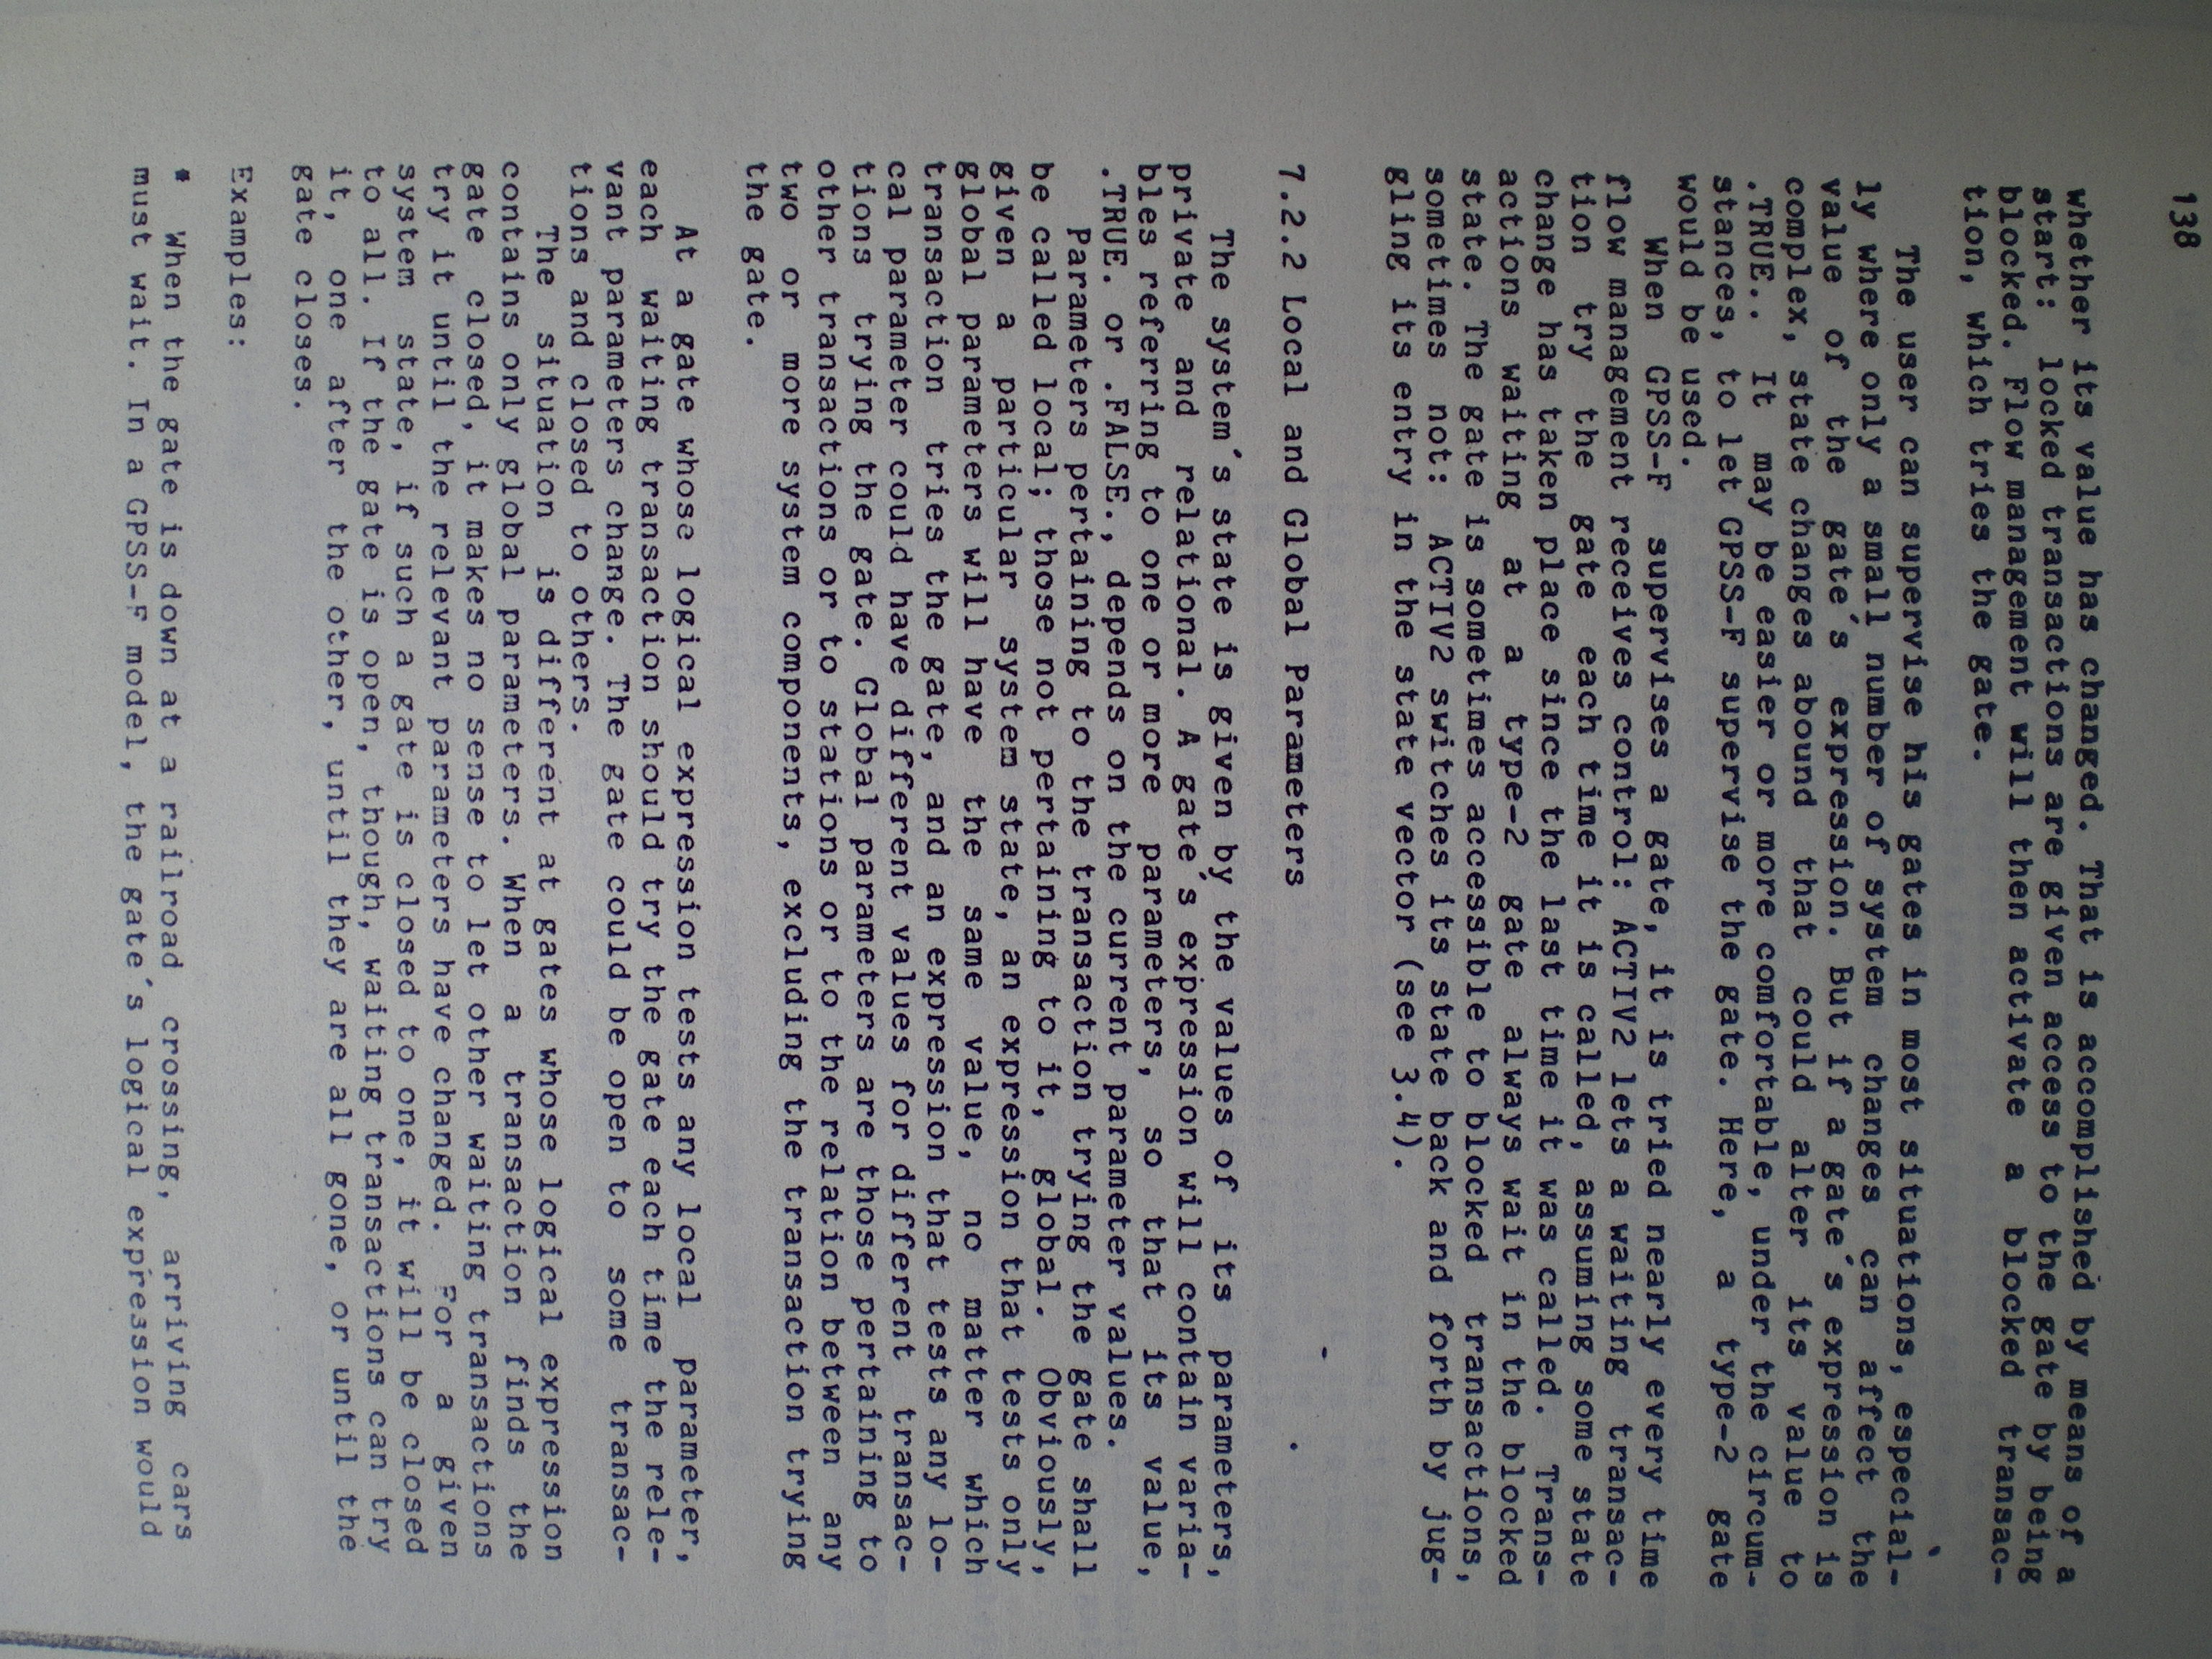 138
whether its value has changed. That is accomplished by means of a
start: locked transactions are given access to the gate by being
blocked. Flow management will then activate a blocked transac-
tion, which tries the gate.
The user can supervise his gates in most situations, especial-
ly where only a small number of system changes can affect the
value of the gate's expression. But if a gate's expression is
complex, state changes abound that could alter its value to
.TRUE.. It may be easier or more comfortable, under the circum-
stances, to let GPSS-F supervise the gate. Here, a type-2 gate
would be used.
When GPSS-F supervises a gate, it is tried nearly every time
flow management receives control: ACTIV2 lets a waiting transac-
tion try the gate each time it is called, assuming some state
change has taken place since the last time it was called. Trans-
actions waiting at a type-2 gate always wait in the blocked
state. The gate is sometimes accessible to blocked transactions,
sometimes not: ACTIV2 switches its state back and forth by jug-
gling its entry in the state vector (see 3.4).
7.2.2 Local and Global Parameters
The system's state is given by the values of its parameters,
private and relational. A gate's expression will contain varia-
bles referring to one or more parameters, so that its value,
.TRUE. or .FALSE., depends on the current parameter values.
Parameters pertaining to the transaction trying the gate shall
be called local; those not pertaining to it, global. Obviously,
given a particular system state, an expression that tests only
global parameters will have the same value, no matter which
transaction tries the gate, and an expression that tests any lo-
cal parameter could have different values for different transac-
tions trying the gate. Global parameters are those pertaining to
other transactions or to stations or to the relation between any
two or more system components, excluding the transaction trying
the gate.
At a gate whose logical expression tests any local parameter,
each waiting transaction should try the gate each time the rele-
vant parameters change. The gate could be open to some transac-
tions and closed to others.
The situation is different at gates whose logical expression
contains only global parameters. When a transaction finds the
gate closed, it makes no sense to let other waiting transactions
try it until the relevant parameters have changed. For a given
system state, if such a gate is closed to one, it will be closed
to all. If the gate is open, though, waiting transactions can try
it, one after the other, until they are all gone, or until the
gate closes.
Examples:
* When the gate is down at a railroad crossing, arriving cars
must wait. In a GPSS-F model, the gate's logical expression would